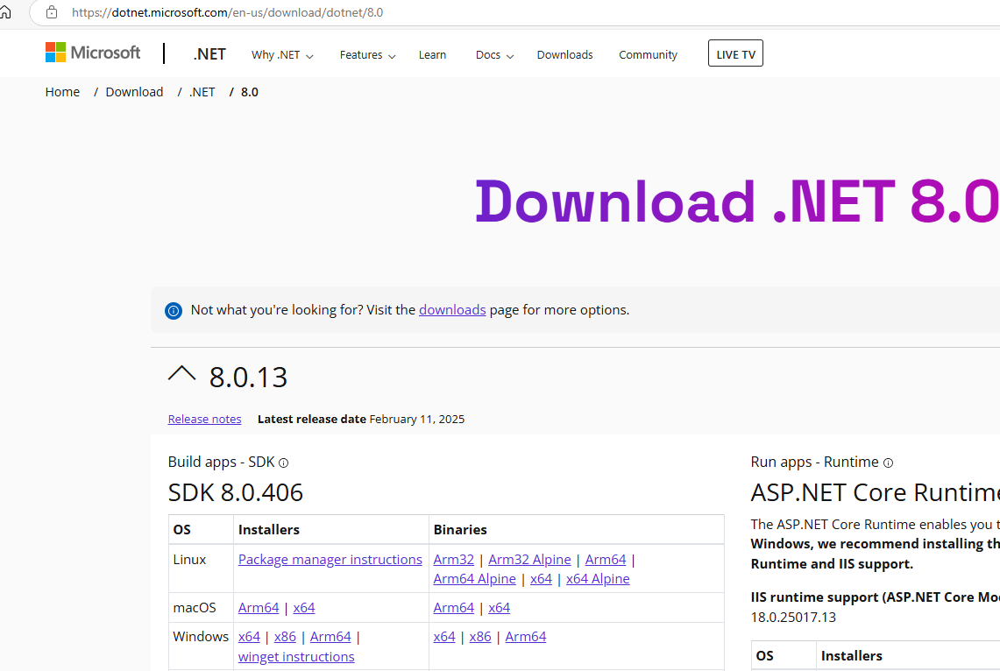 https://dotnet.microsoft.com/en-us/download/dotnet/8.0
Microsoft .NET Why .NET Features Learn Docs Downloads Community LIVE TV
Home / Download / .NET / 8.0
Download .NET 8.0
Not what you're looking for? Visit the downloads page for more options.
8.0.13
Release notes Latest release date February 11, 2025
Build apps - SDK
SDK 8.0.406
OS Installers Binaries
Linux Package manager instructions Arm32 | Arm32 Alpine | Arm64 |
Arm64 Alpine | x64 | x64 Alpine
macOS Arm64 | x64 Arm64 | x64
Windows x64 | x86 | Arm64 | x64 | x86 | Arm64
winget instructions
Run apps - Runtime
ASP.NET Core Runtime
The ASP.NET Core Runtime enables you t
Windows, we recommend installing th
Runtime and IIS support.
IIS runtime support (ASP.NET Core Mo
18.0.25017.13
OS Installers